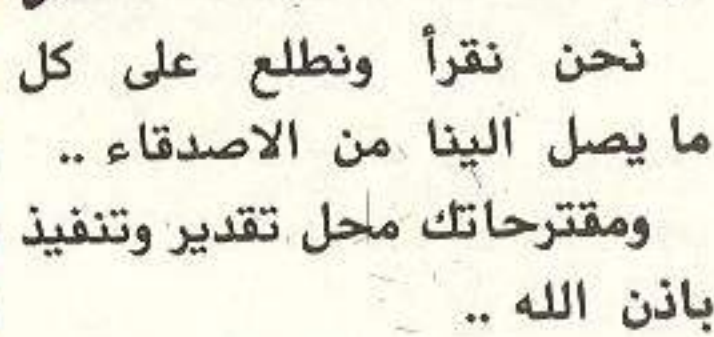 نحن نقرأ ونطلع على كل
ما يصل الينا من الاصدقاء ..
ومقترحاتك محل تقدير وتنفيذ
باذن الله ..